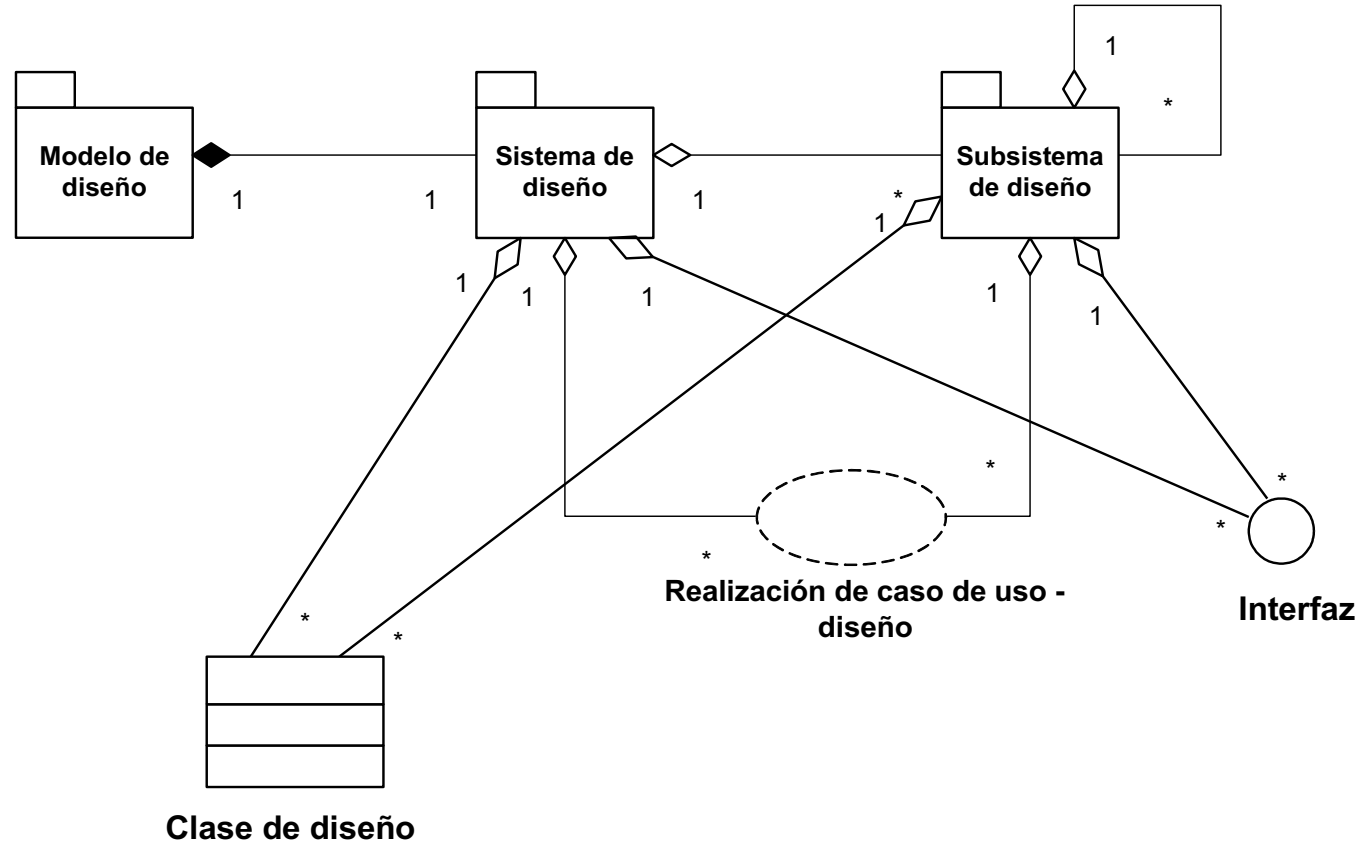 1
*
Modelo de
diseño
Sistema de
diseño
Subsistema
de diseño
1
1
1
*
1
1
1
1
1
1
*
*
*
*
*
*
Realización de caso de uso -
diseño
Interfaz
Clase de diseño